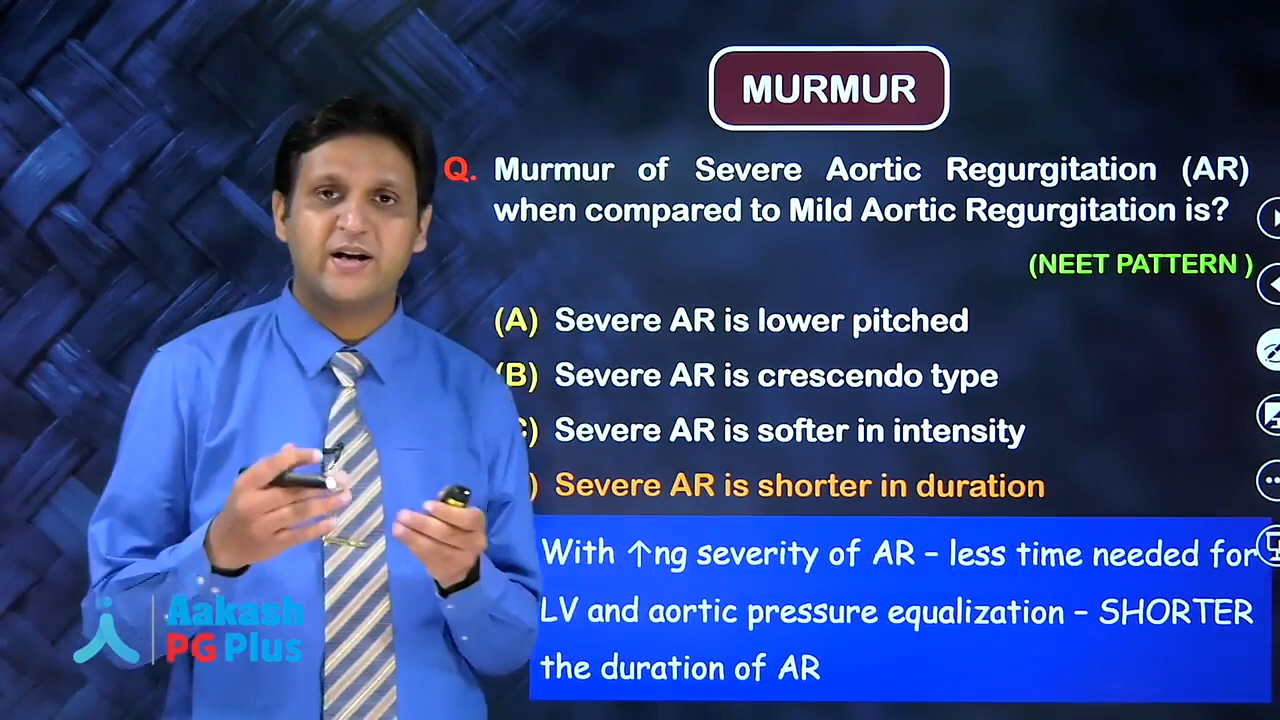 MURMUR
Q. Murmur of Severe Aortic Regurgitation (AR)
when compared to Mild Aortic Regurgitation is?
(NEET PATTERN )
(A) Severe AR is lower pitched
(B) Severe AR is crescendo type
) Severe AR is softer in intensity
) Severe AR is shorter in duration
With ↑ng severity of AR – less time needed for
LV and aortic pressure equalization – SHORTER
the duration of AR
Aakash
PG Plus